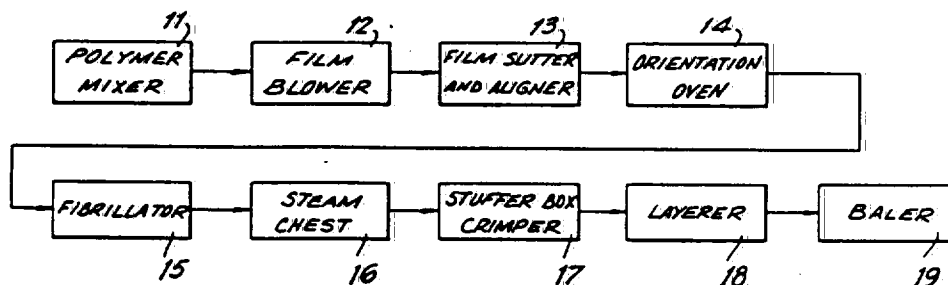 11
12
13
14
POLYMER
MIXER
FILM
BLOWER
FILM SLITTER
AND ALIGNER
ORIENTATION
OVEN
FIBRILLATOR
STEAM
CHEST
STUFFER BOX
CRIMPER
LAYERER
BALER
15
16
17
18
19